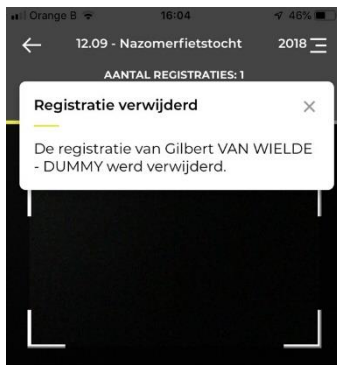 Orange B 16:04 46%
12.09 - Nazomerfietstocht 2018
AANTAL REGISTRATIES: 1
Registratie verwijderd
De registratie van Gilbert VAN WIELDE
- DUMMY werd verwijderd.